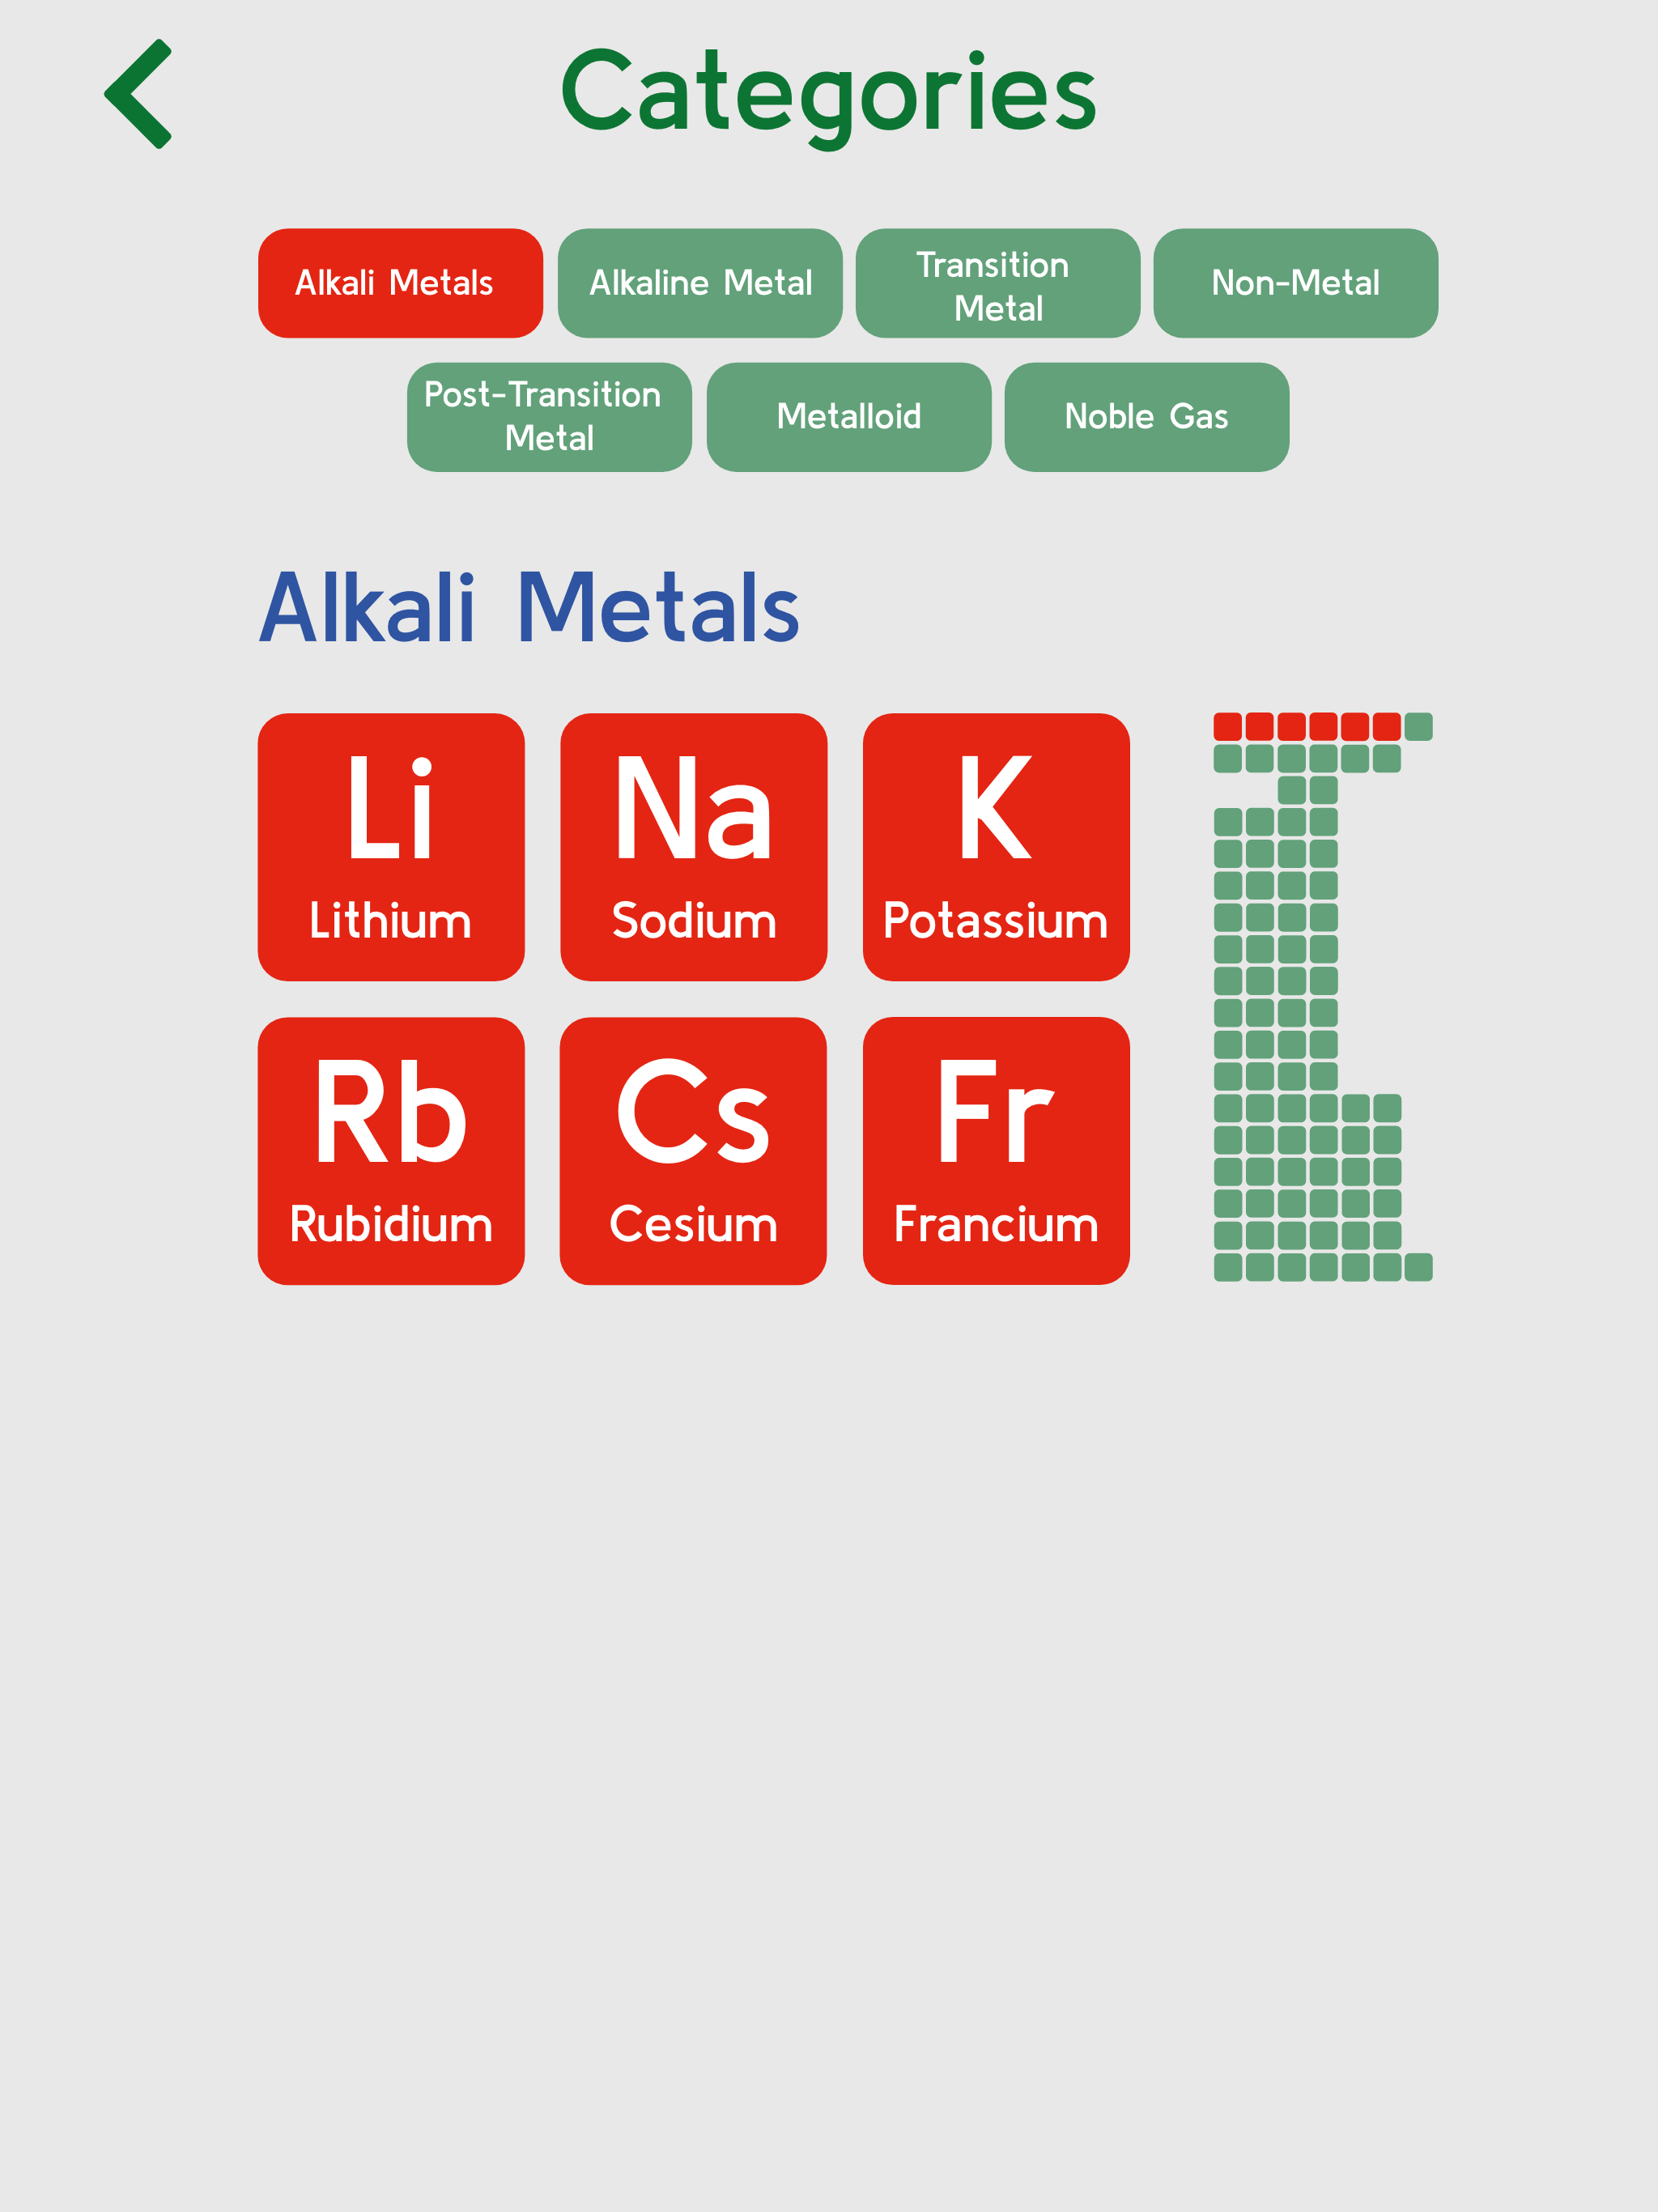 Categories
Alkali Metals
Alkaline Metal
Transition
Metal
Non-Metal
Post-Transition
Metal
Metalloid
Noble Gas
Alkali Metals
Li
Lithium
Na
Sodium
K
Potassium
Rb
Rubidium
Cs
Cesium
Fr
Francium